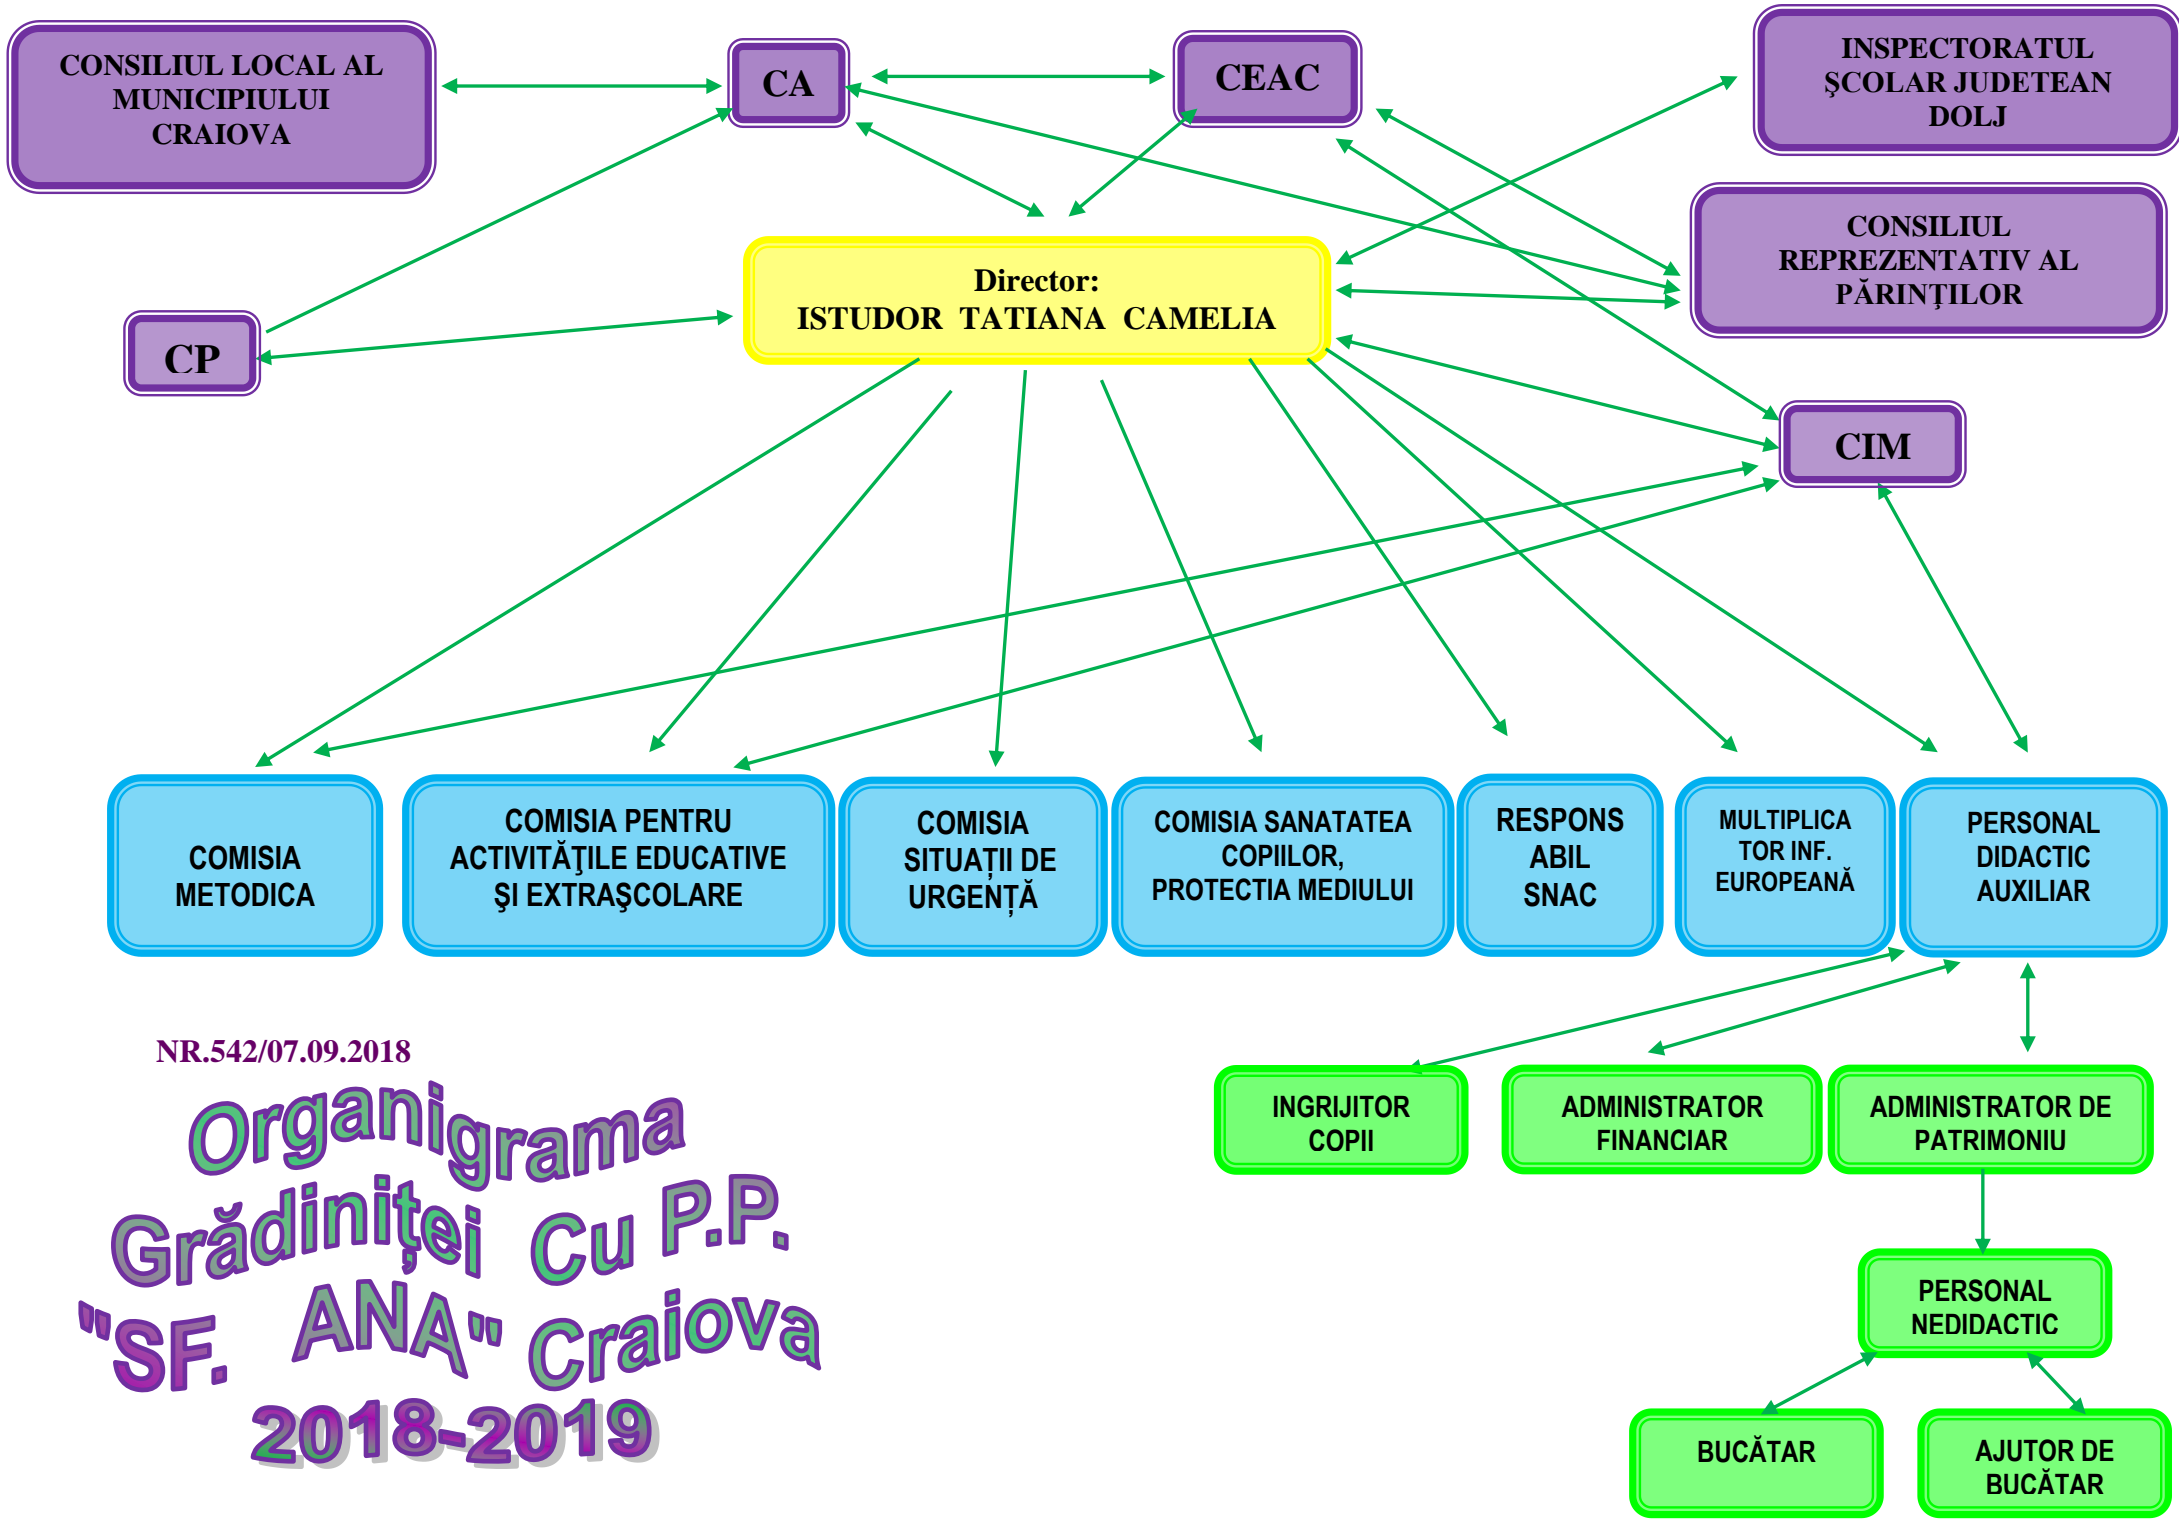 CONSILIUL LOCAL AL
MUNICIPIULUI
CRAIOVA
CA
CEAC
INSPECTORATUL
ŞCOLAR JUDETEAN
DOLJ
CONSILIUL
REPREZENTATIV AL
PĂRINŢILOR
Director:
ISTUDOR TATIANA CAMELIA
CP
CIM
COMISIA
METODICA
COMISIA PENTRU
ACTIVITĂŢILE EDUCATIVE
ŞI EXTRAŞCOLARE
COMISIA
SITUAȚII DE
URGENȚĂ
COMISIA SANATATEA
COPIILOR,
PROTECTIA MEDIULUI
RESPONS
ABIL
SNAC
MULTIPLICA
TOR INF.
EUROPEANĂ
PERSONAL
DIDACTIC
AUXILIAR
NR.542/07.09.2018
Organigrama
Grădiniței Cu P.P.
"SF. ANA" Craiova
2018-2019
INGRIJITOR
COPII
ADMINISTRATOR
FINANCIAR
ADMINISTRATOR DE
PATRIMONIU
PERSONAL
NEDIDACTIC
BUCĂTAR
AJUTOR DE
BUCĂTAR